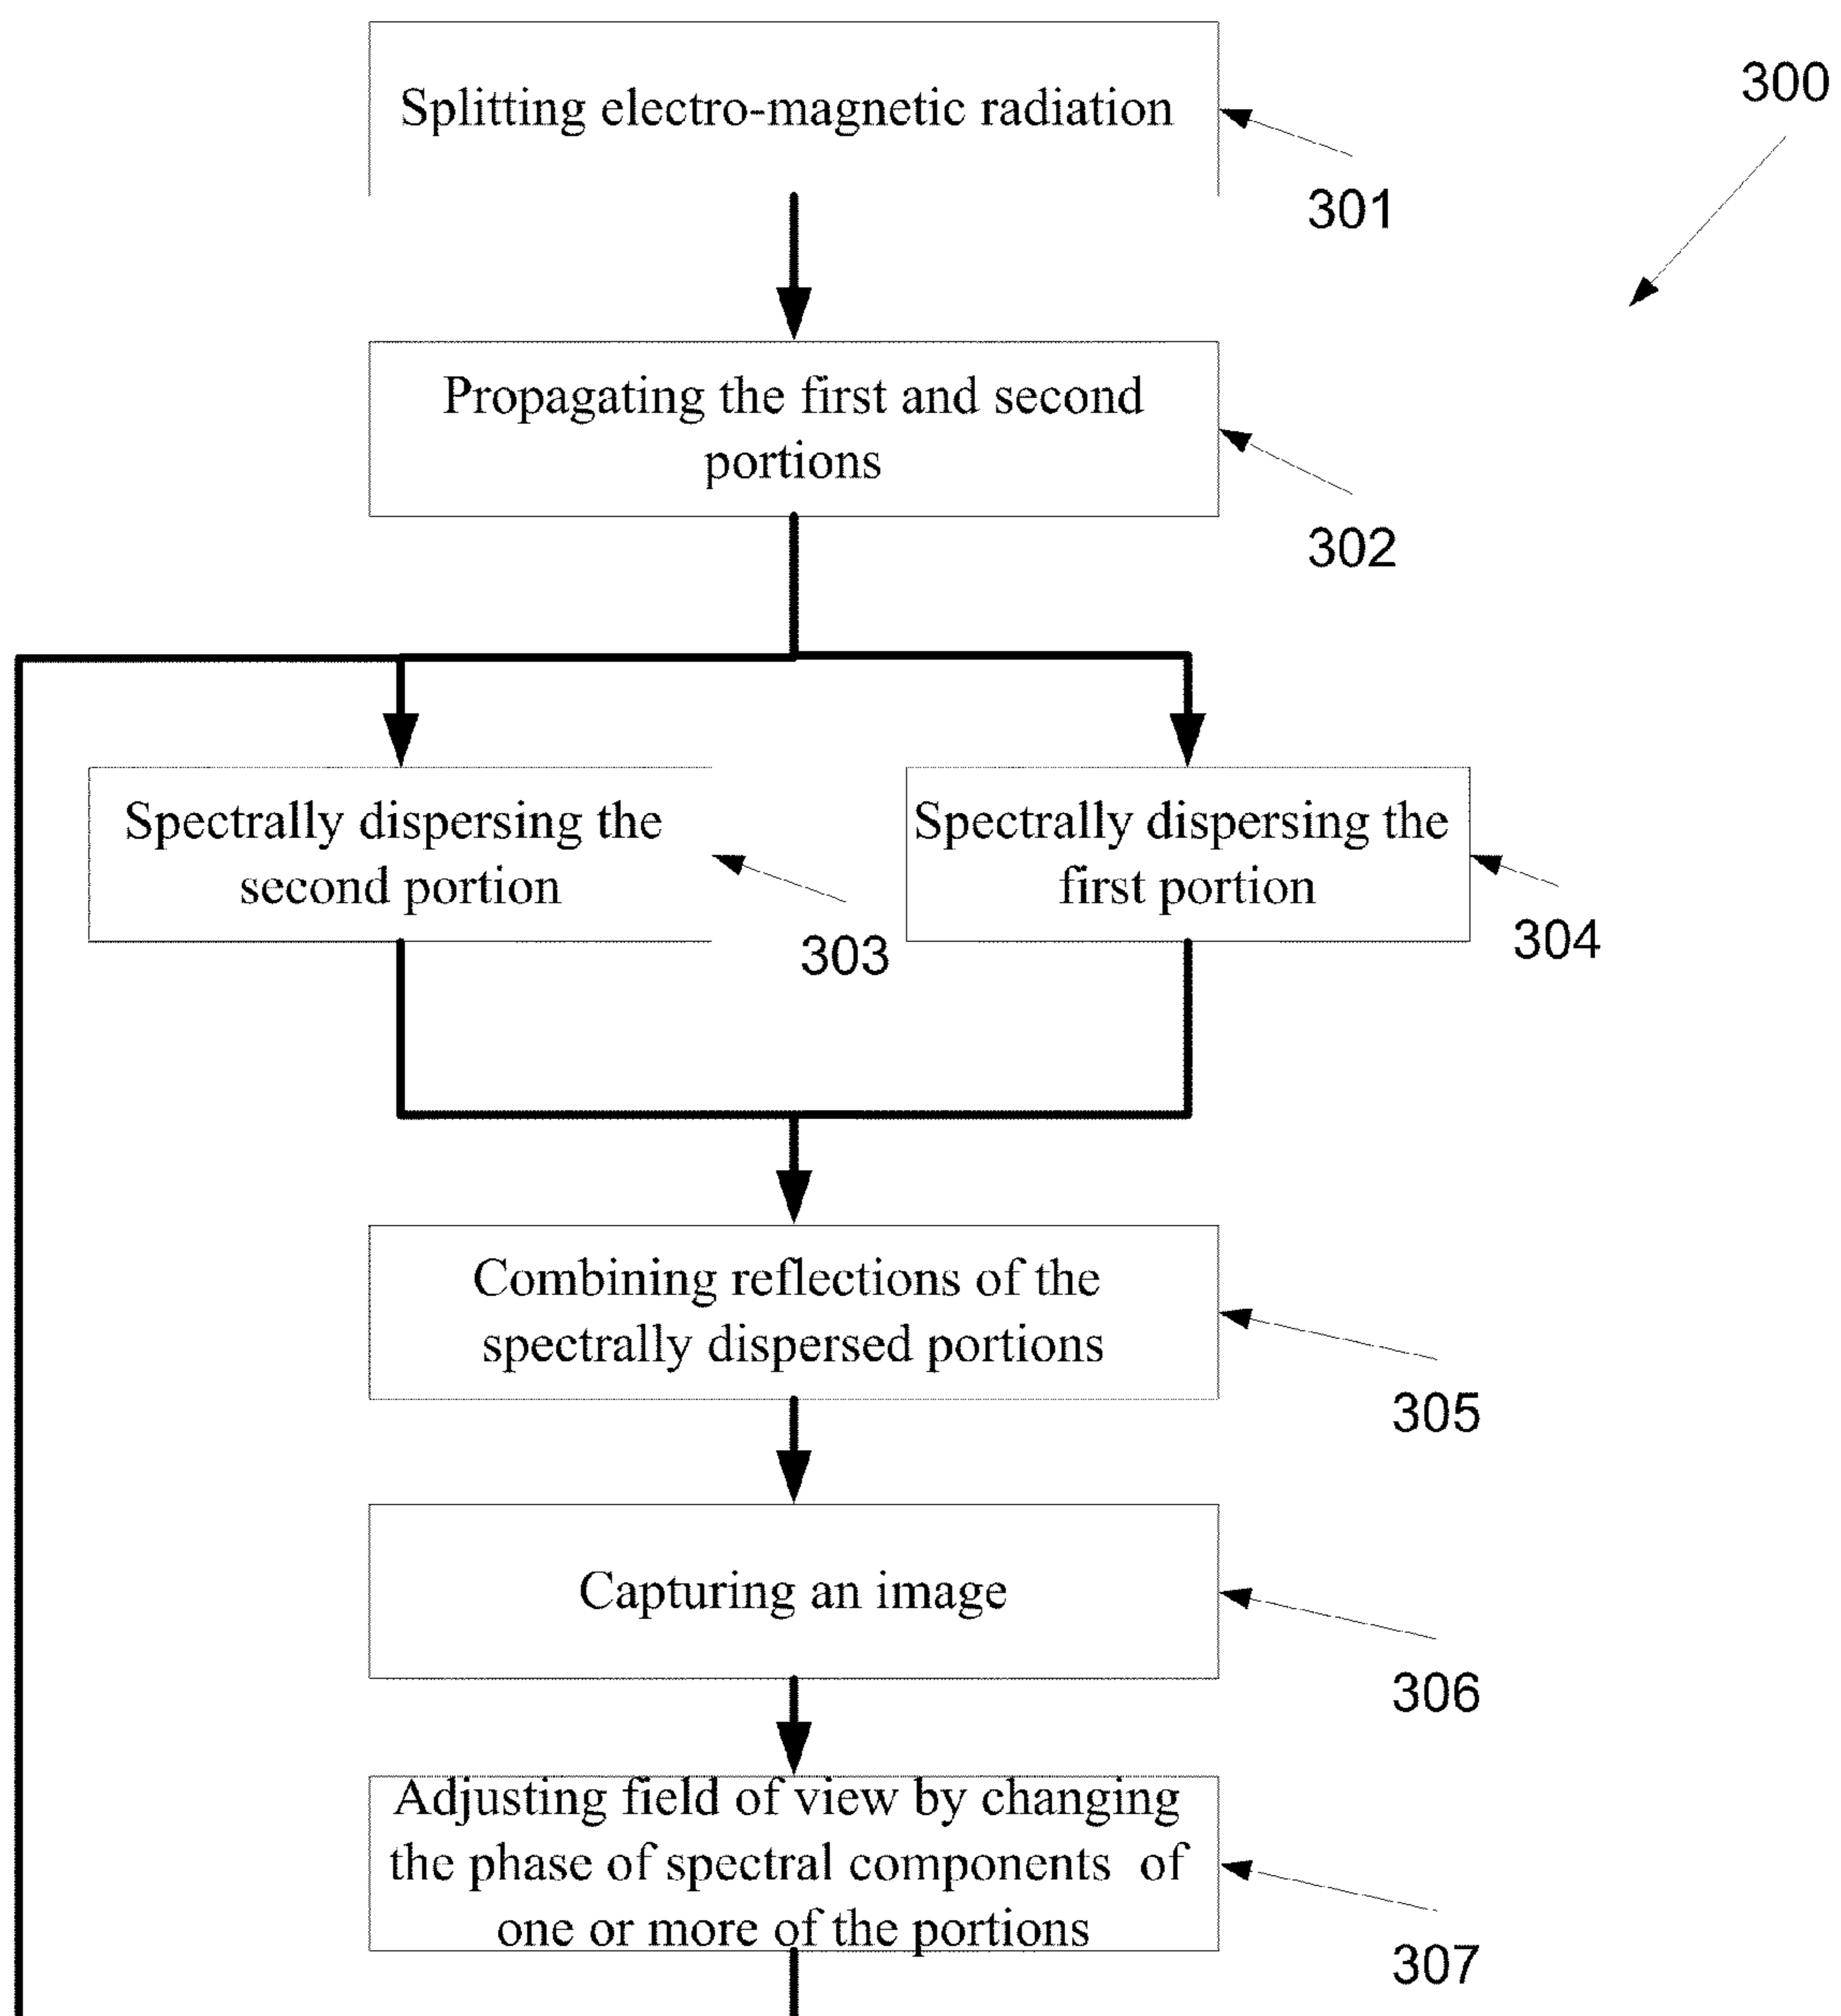 Splitting electro-magnetic radiation
300
301
Propagating the first and second
portions
302
Spectrally dispersing the
second portion
303
Spectrally dispersing the
first portion
304
Combining reflections of the
spectrally dispersed portions
305
Capturing an image
306
Adjusting field of view by changing
the phase of spectral components of
one or more of the portions
307